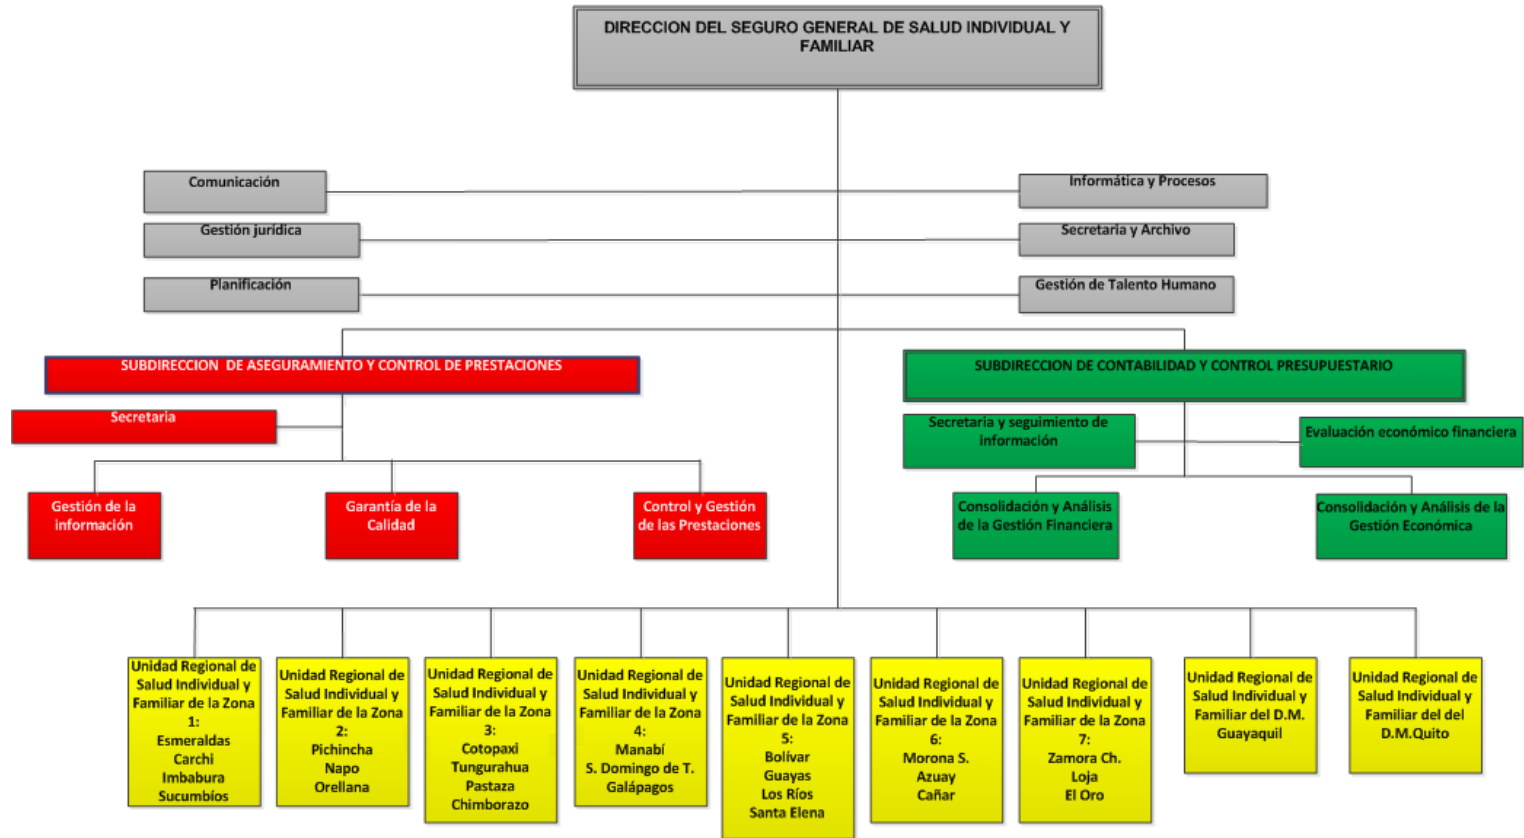 DIRECCION DEL SEGURO GENERAL DE SALUD INDIVIDUAL Y
FAMILIAR
Comunicación
Informática y Procesos
Gestión jurídica
Secretaria y Archivo
Planificación
Gestión de Talento Humano
SUBDIRECCION DE ASEGURAMIENTO Y CONTROL DE PRESTACIONES
SUBDIRECCION DE CONTABILIDAD Y CONTROL PRESUPUESTARIO
Secretaria
Secretaria y seguimiento de
información
Evaluación económico financiera
Gestión de la
información
Garantía de la
Calidad
Control y Gestión
de las Prestaciones
Consolidación y Análisis
de la Gestión Financiera
Consolidación y Análisis de la
Gestión Económica
Unidad Regional de
Salud Individual y
Familiar de la Zona
1:
Esmeraldas
Carchi
Imbabura
Sucumbíos
Unidad Regional de
Salud Individual y
Familiar de la Zona
2:
Pichincha
Napo
Orellana
Unidad Regional de
Salud Individual y
Familiar de la Zona
3:
Cotopaxi
Tungurahua
Pastaza
Chimborazo
Unidad Regional de
Salud Individual y
Familiar de la Zona
4:
Manabí
S. Domingo de T.
Galápagos
Unidad Regional de
Salud Individual y
Familiar de la Zona
5:
Bolívar
Guayas
Los Ríos
Santa Elena
Unidad Regional de
Salud Individual y
Familiar de la Zona
6:
Morona S.
Azuay
Cañar
Unidad Regional de
Salud Individual y
Familiar de la Zona
7:
Zamora Ch.
Loja
El Oro
Unidad Regional de
Salud Individual y
Familiar del D.M.
Guayaquil
Unidad Regional de
Salud Individual y
Familiar del del
D.M.Quito